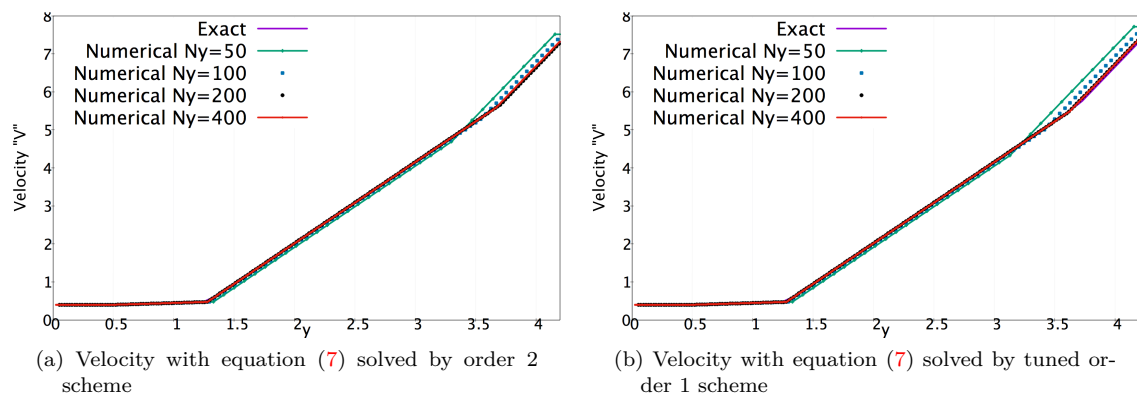 8
7
6
5
4
3
2
1
0
Velocity "V"
Exact
Numerical Ny=50
Numerical Ny=100
Numerical Ny=200
Numerical Ny=400
0 0.5 1 1.5 2 2.5 3 3.5 4
y
(a) Velocity with equation (7) solved by order 2
scheme
8
7
6
5
4
3
2
1
0
Velocity "V"
Exact
Numerical Ny=50
Numerical Ny=100
Numerical Ny=200
Numerical Ny=400
0 0.5 1 1.5 2 2.5 3 3.5 4
y
(b) Velocity with equation (7) solved by tuned or-
der 1 scheme